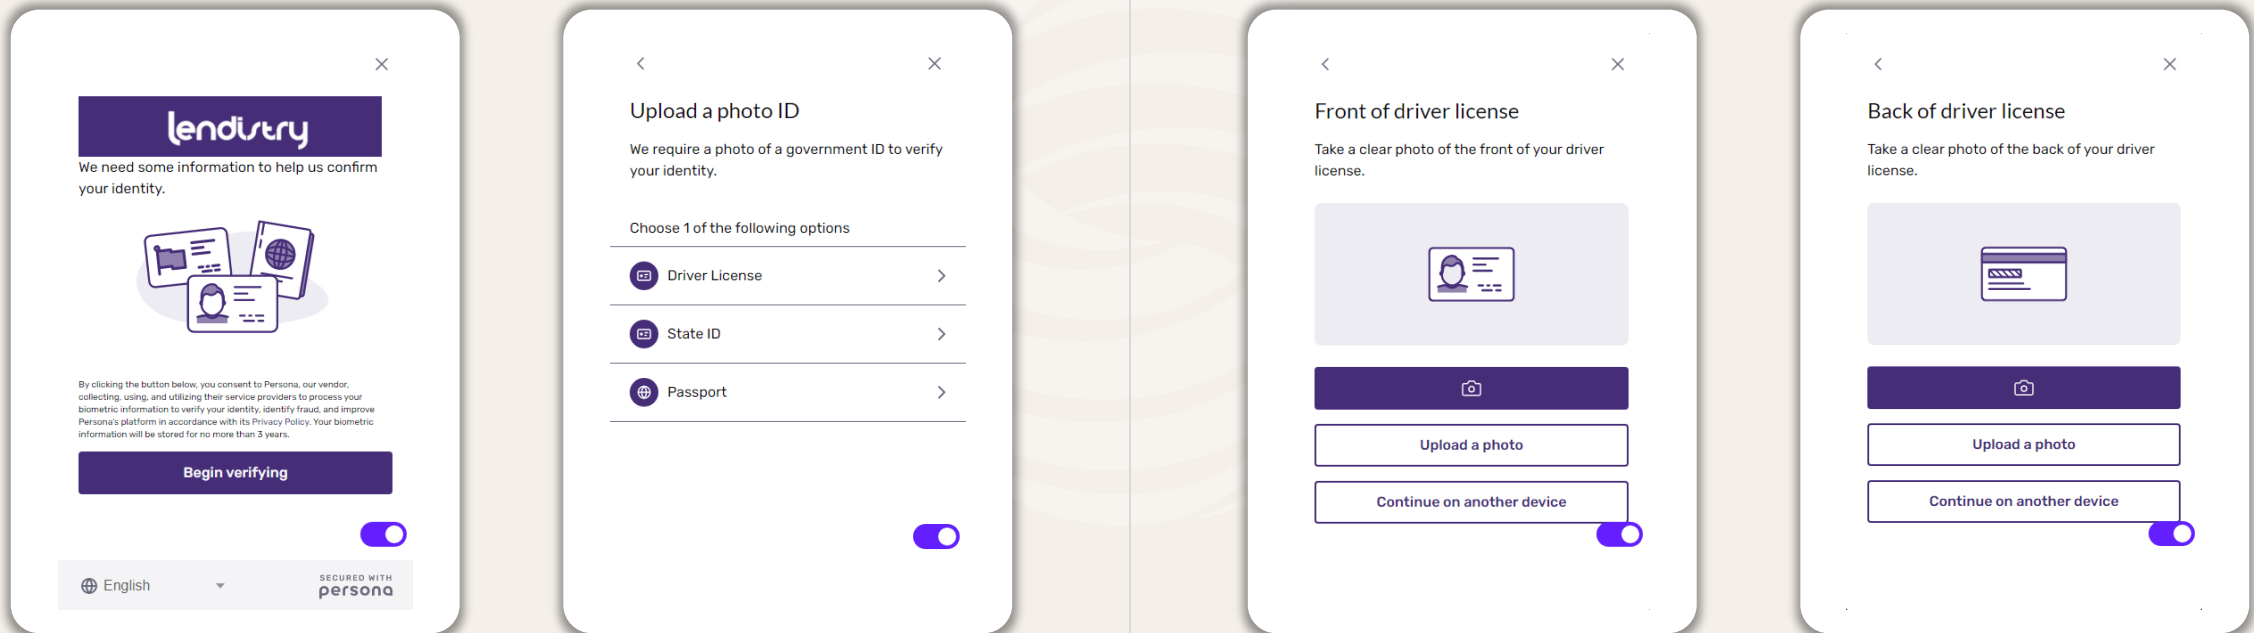 lendistry
We need some information to help us confirm
your identity.
By clicking the button below, you consent to Persona, our vendor,
collecting, using, and utilizing their service providers to process your
biometric information to verify your identity, identify fraud, and improve
Persona's platform in accordance with its Privacy Policy. Your biometric
information will be stored for no more than 3 years.
Begin verifying
English
SECURED WITH
persona
Upload a photo ID
We require a photo of a government ID to verify
your identity.
Choose 1 of the following options
Driver License
State ID
Passport
Front of driver license
Take a clear photo of the front of your driver
license.
Upload a photo
Continue on another device
Back of driver license
Take a clear photo of the back of your driver
license.
Upload a photo
Continue on another device